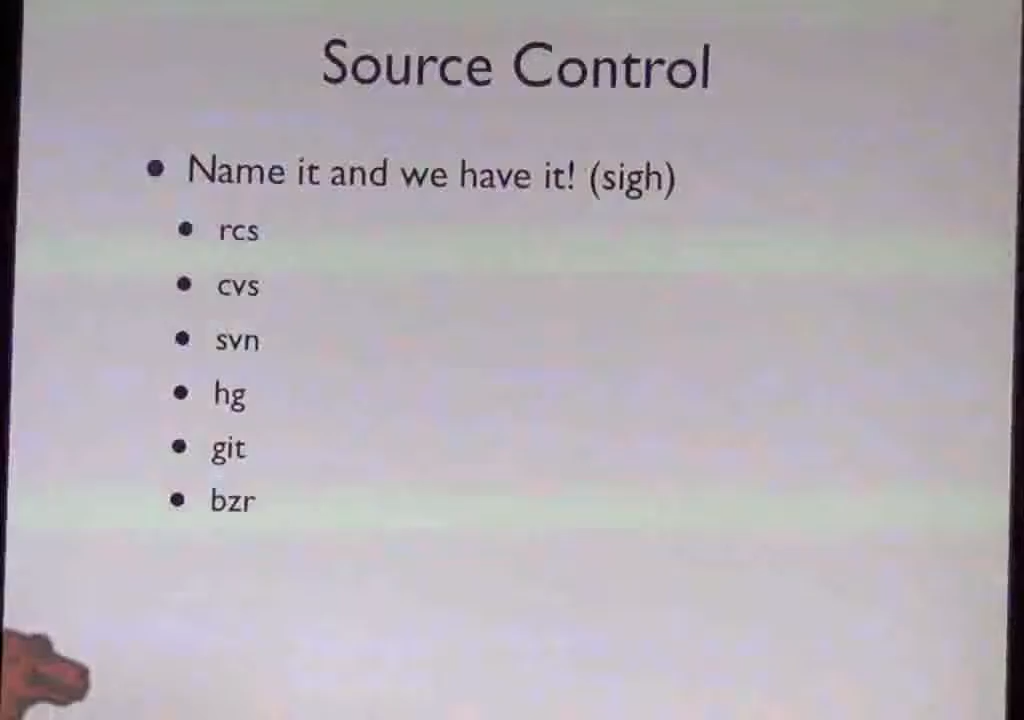 Source Control
• Name it and we have it! (sigh)
• rcs
• cvs
• svn
• hg
• git
• bzr